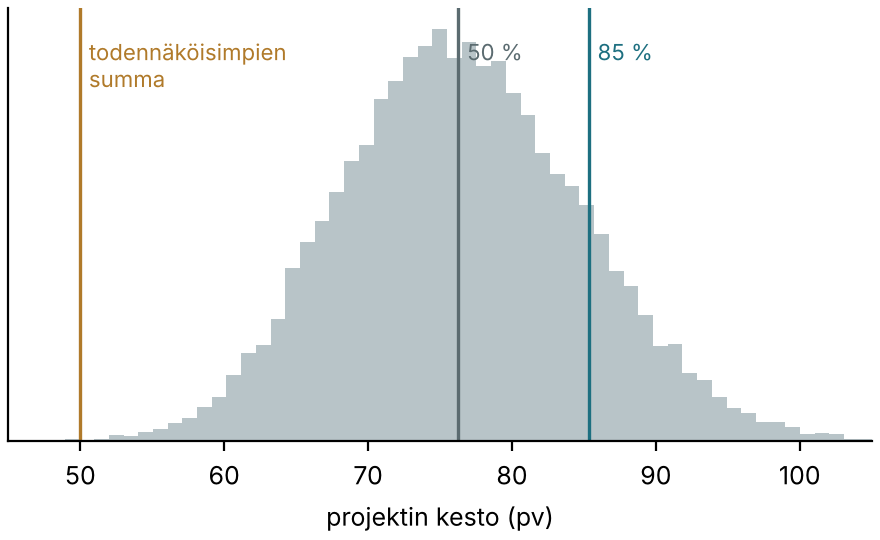 todennäköisimpien
summa
50 %
85 %
50 60 70 80 90 100
projektin kesto (pv)